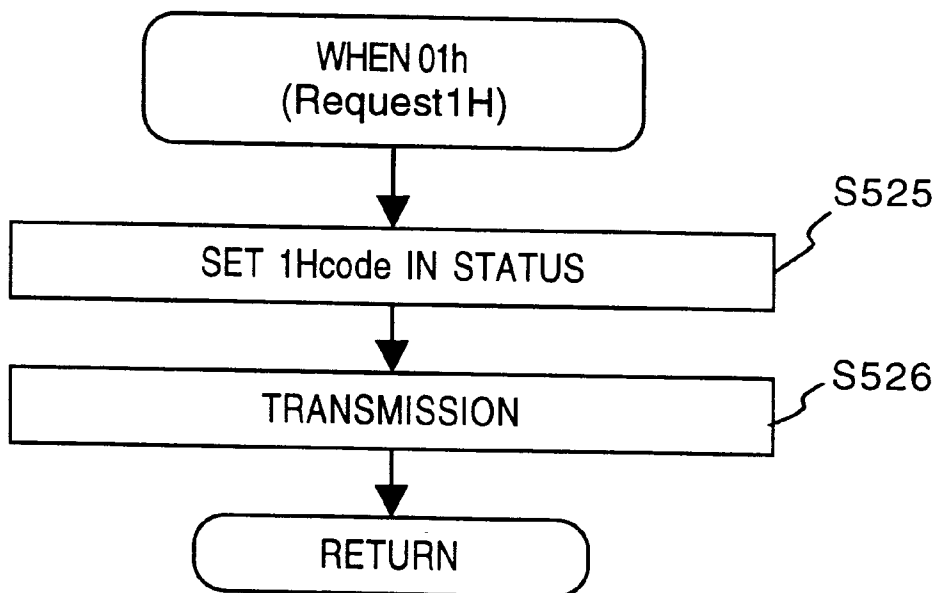 WHEN 01h
(Request1H)
S525
SET 1Hcode IN STATUS
S526
TRANSMISSION
RETURN